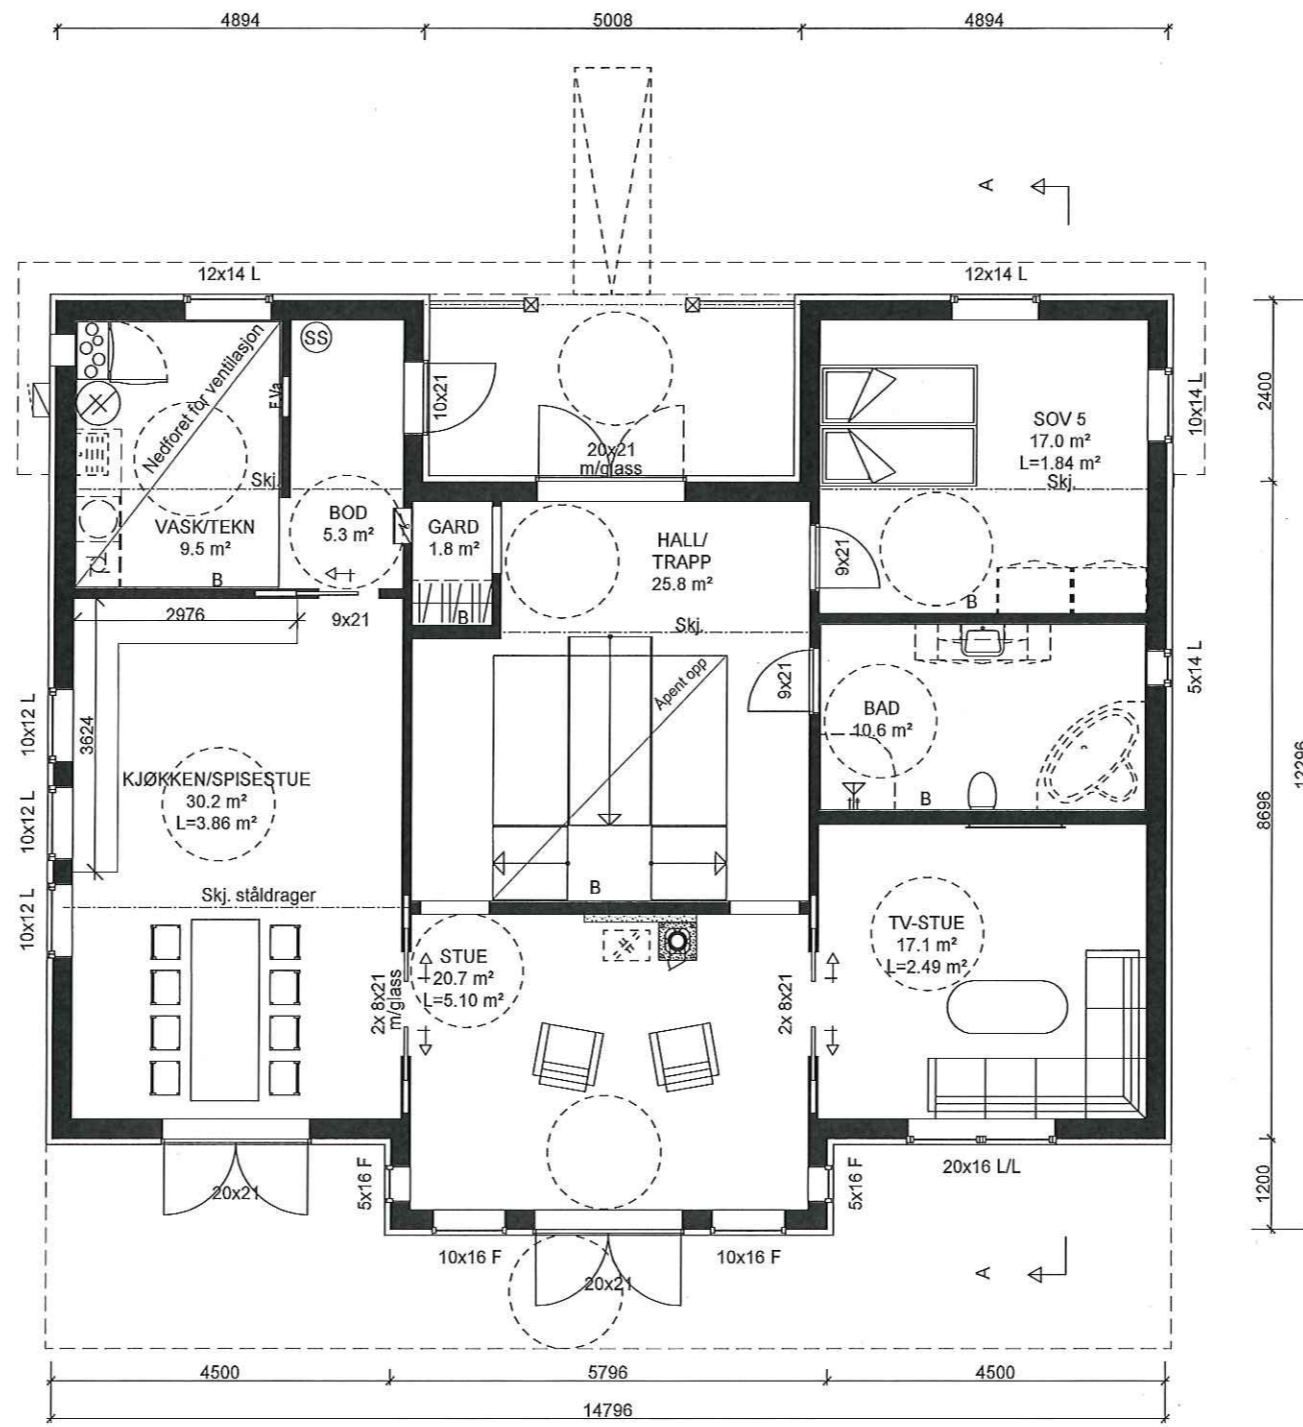 4894
5008
4894
A
12x14 L
12x14 L
SS
10x21
F.Va
Nedforet for ventilasjon
20x21
m/glass
SOV 5
17.0 m²
L=1.84 m²
Skj.
10x14 L
2400
Skj.
VASK/TEKN
9.5 m²
BOD
5.3 m²
GARD
1.8 m²
HALL/
TRAPP
25.8 m²
9x21
B
B
B
2976
9x21
Skj.
Åpent opp
9x21
5x14 L
10x12 L
3624
BAD
10.6 m²
KJØKKEN/SPISESTUE
30.2 m²
L=3.86 m²
10x12 L
B
8696
12296
Skj. ståldrager
B
10x12 L
STUE
20.7 m²
L=5.10 m²
2x 8x21
m/glass
2x 8x21
TV-STUE
17.1 m²
L=2.49 m²
20x21
5x16 F
5x16 F
20x16 L/L
1200
10x16 F
20x21
10x16 F
A
4500
5796
4500
14796